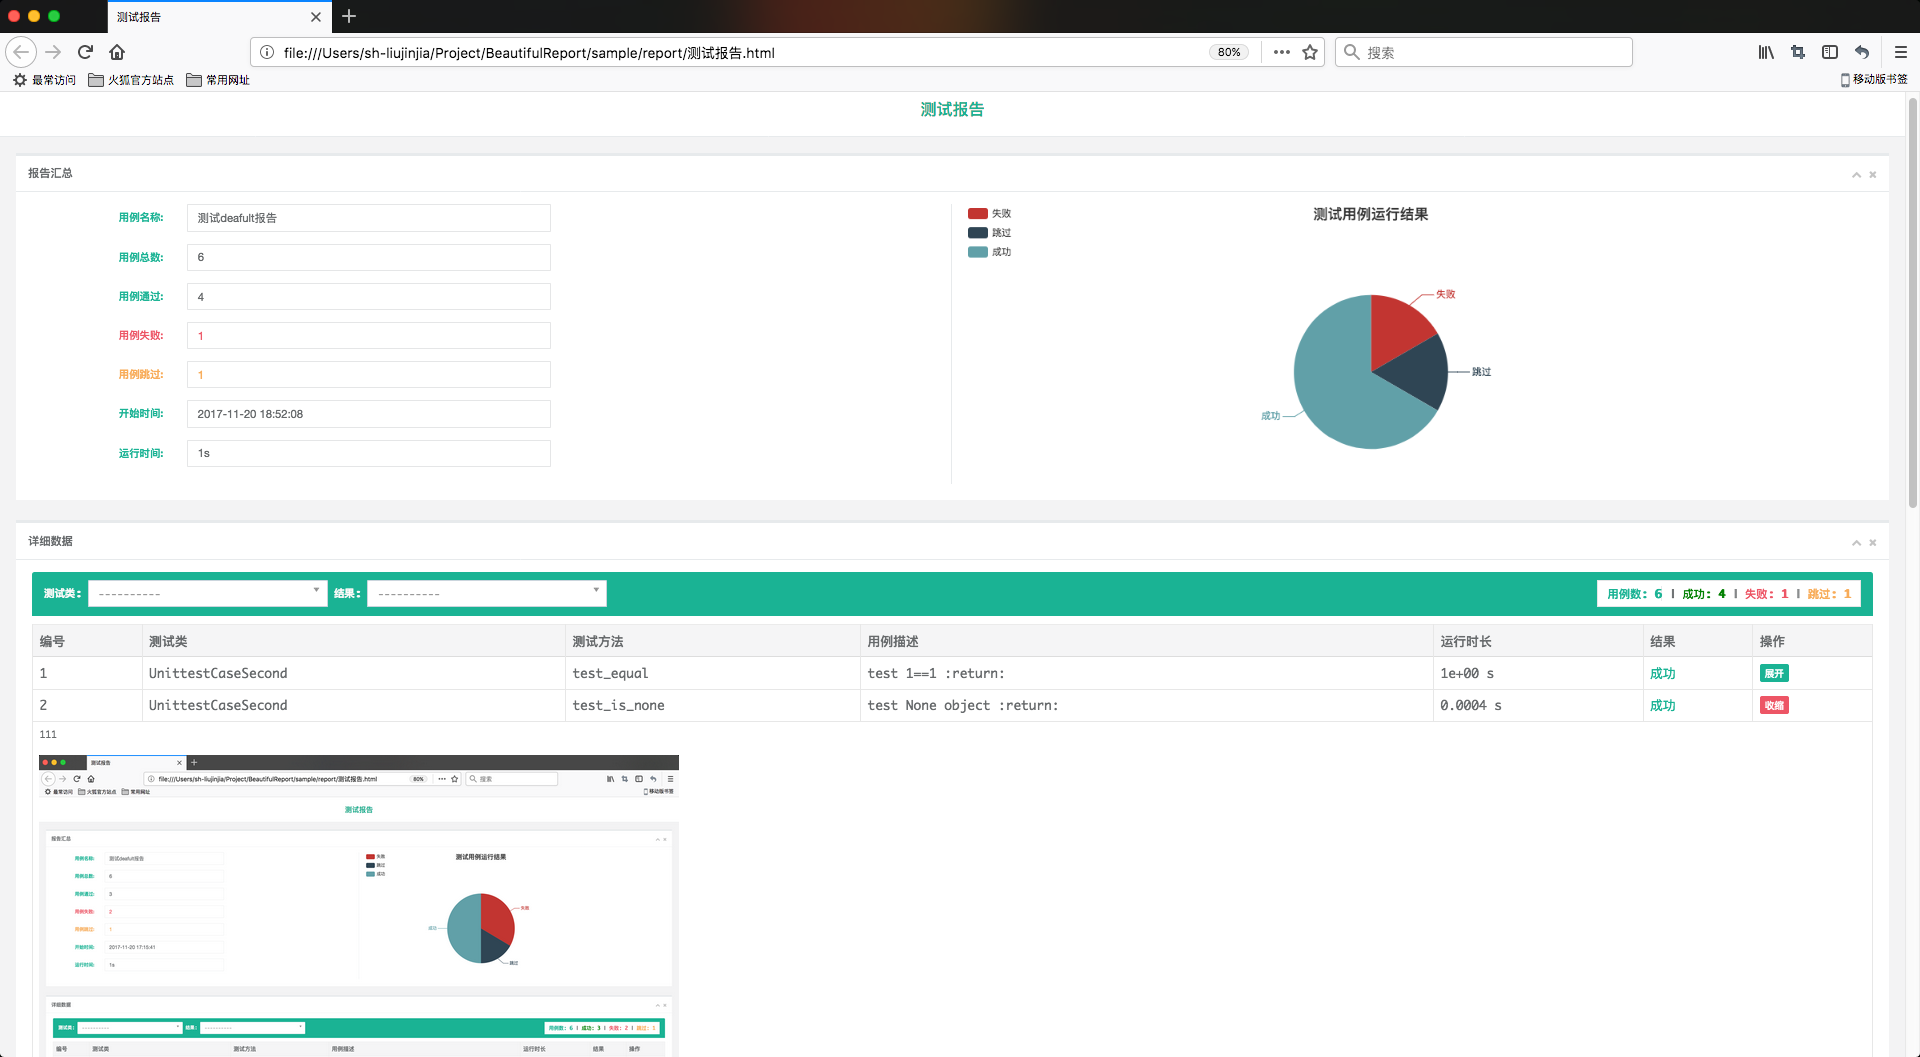 测试报告
file:///Users/sh-liujinjia/Project/BeautifulReport/sample/report/测试报告.html 80% 搜索
最常访问 火狐官方站点 常用网址 移动版书签
测试报告
报告汇总
用例名称: 测试deafult报告
用例总数: 6
用例通过: 4
用例失败: 1
用例跳过: 1
开始时间: 2017-11-20 18:52:08
运行时间: 1s
失败
跳过
成功
测试用例运行结果
失败
跳过
成功
详细数据
测试类: ---------- 结果: ---------- 用例数: 6 | 成功: 4 | 失败: 1 | 跳过: 1
编号 测试类 测试方法 用例描述 运行时长 结果 操作
1 UnittestCaseSecond test_equal test 1==1 :return: 1e+00 s 成功 展开
2 UnittestCaseSecond test_is_none test None object :return: 0.0004 s 成功 收缩
111
测试报告
file:///Users/sh-liujinjia/Project/BeautifulReport/sample/report/测试报告.html 80% 搜索
最常访问 火狐官方站点 常用网址 移动版书签
测试报告
报告汇总
用例名称: 测试deafult报告
用例总数: 6
用例通过: 3
用例失败: 2
用例跳过: 1
开始时间: 2017-11-20 17:15:41
运行时间: 1s
失败
跳过
成功
测试用例运行结果
失败
成功
跳过
详细数据
测试类: ---------- 结果: ---------- 用例数: 6 | 成功: 3 | 失败: 2 | 跳过: 1
编号 测试类 测试方法 用例描述 运行时长 结果 操作